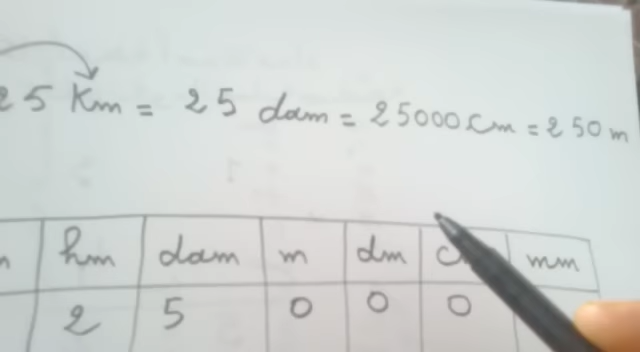 25 Km = 25 dam = 25000 cm = 250 m
hm dam m dm mm
2 5 0 0 0